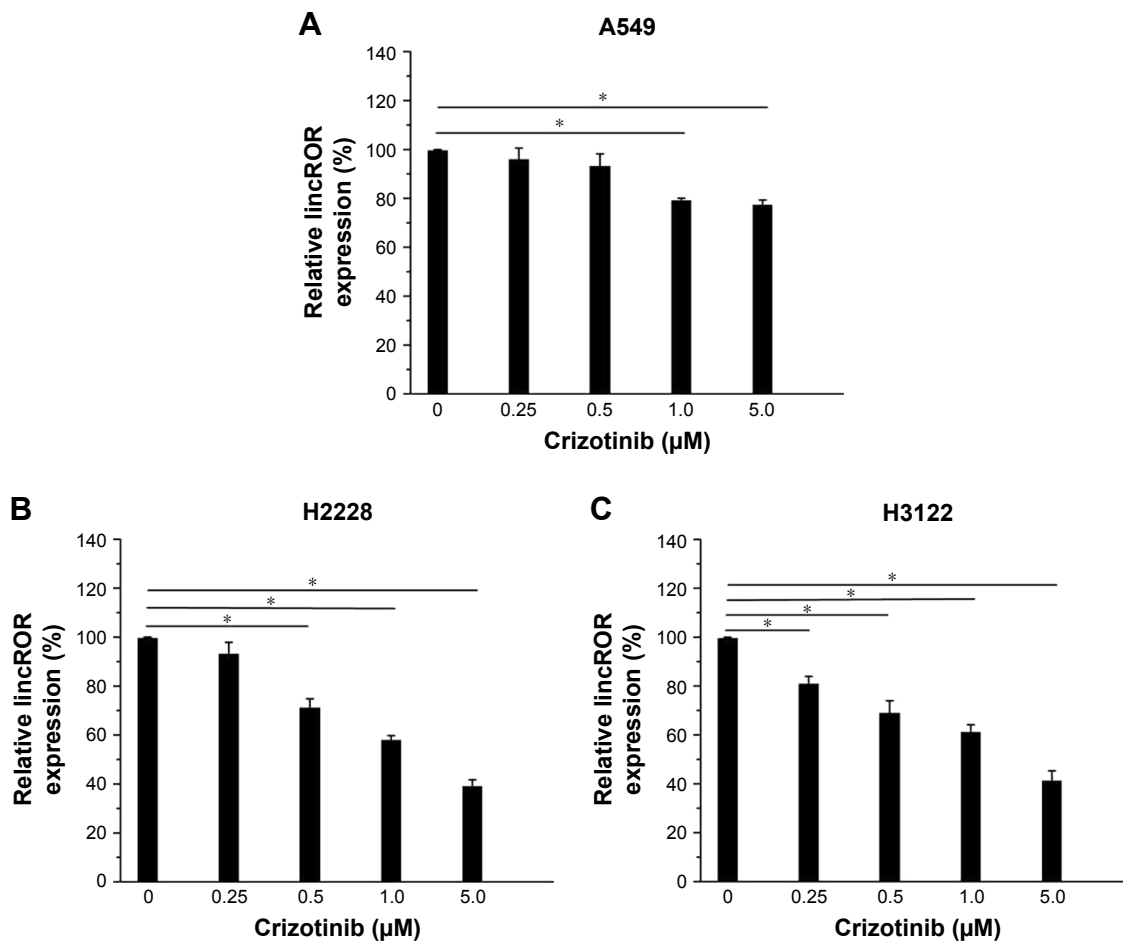 A
A549
140
120
100
80
60
40
20
0
Relative lincROR
expression (%)
*
*
0 0.25 0.5 1.0 5.0
Crizotinib (µM)
B
H2228
140
120
100
80
60
40
20
0
Relative lincROR
expression (%)
*
*
*
0 0.25 0.5 1.0 5.0
Crizotinib (µM)
C
H3122
140
120
100
80
60
40
20
0
Relative lincROR
expression (%)
*
*
*
*
0 0.25 0.5 1.0 5.0
Crizotinib (µM)